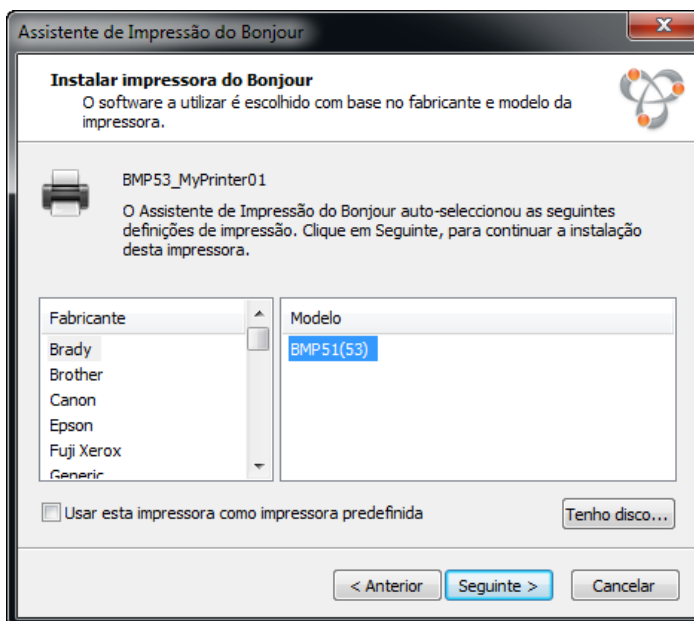 Assistente de Impressão do Bonjour
Instalar impressora do Bonjour
O software a utilizar é escolhido com base no fabricante e modelo da
impressora.
BMP53_MyPrinter01
O Assistente de Impressão do Bonjour auto-seleccionou as seguintes
definições de impressão. Clique em Seguinte, para continuar a instalação
desta impressora.
Fabricante
Brady
Brother
Canon
Epson
Fuji Xerox
Generic
Modelo
BMP51(53)
Usar esta impressora como impressora predefinida
Tenho disco...
< Anterior
Seguinte >
Cancelar